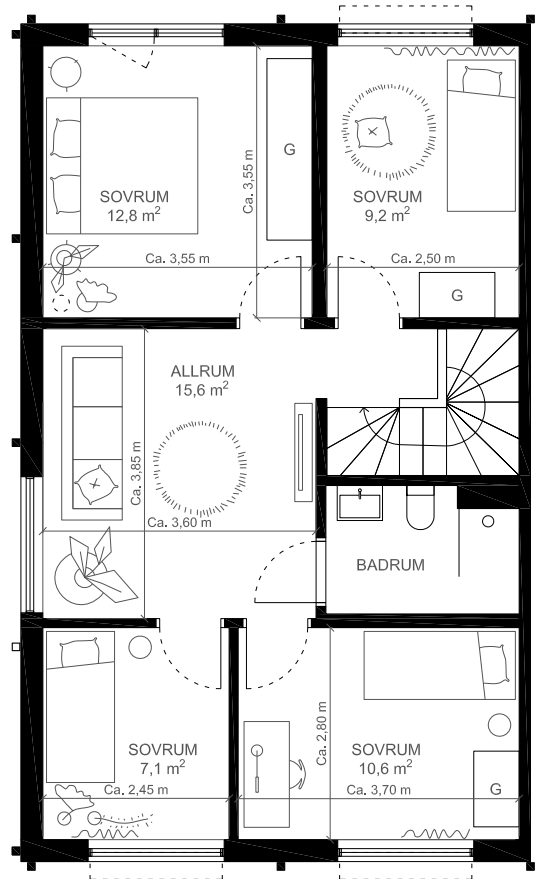 G
Ca. 3,55 m
SOVRUM
12,8 m²
Ca. 3,55 m
SOVRUM
9,2 m²
Ca. 2,50 m
G
ALLRUM
15,6 m²
Ca. 3,85 m
Ca. 3,60 m
BADRUM
SOVRUM
7,1 m²
Ca. 2,45 m
Ca. 2,80 m
SOVRUM
10,6 m²
Ca. 3,70 m
G